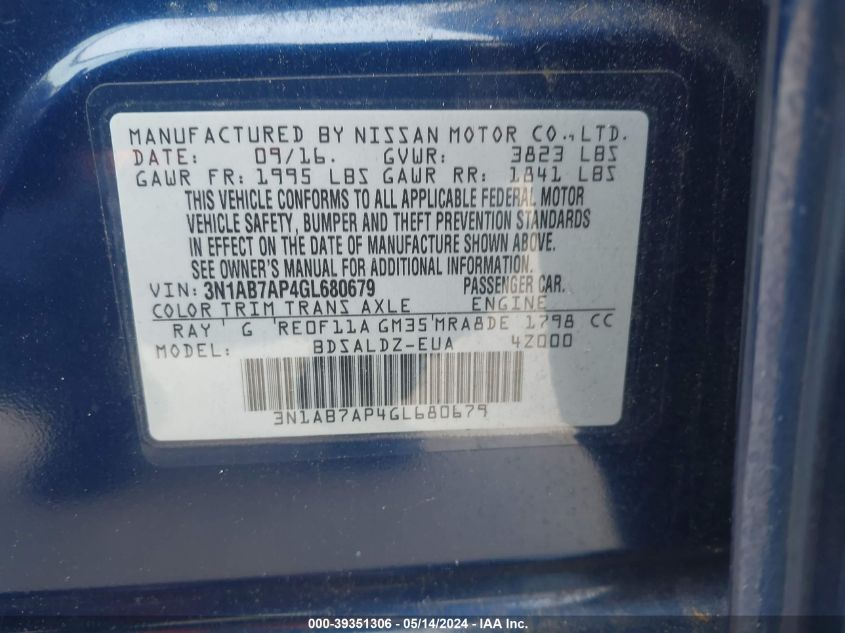 MANUFACTURED BY NISSAN MOTOR CO., LTD.
DATE: 09/16. GVWR: 3823 LBS
GAWR FR: 1995 LBS GAWR RR: 1841 LBS
THIS VEHICLE CONFORMS TO ALL APPLICABLE FEDERAL MOTOR
VEHICLE SAFETY, BUMPER AND THEFT PREVENTION STANDARDS
IN EFFECT ON THE DATE OF MANUFACTURE SHOWN ABOVE.
SEE OWNER'S MANUAL FOR ADDITIONAL INFORMATION.
VIN: 3N1AB7AP4GL680679 PASSENGER CAR.
COLOR TRIM TRANS AXLE ENGINE
RAY G RE0F11A GM35 MRA8DE 1798 CC
MODEL: BDSALDZ-EUA 4Z000
3N1AB7AP4GL680679
000-39351306 - 05/14/2024 - IAA Inc.